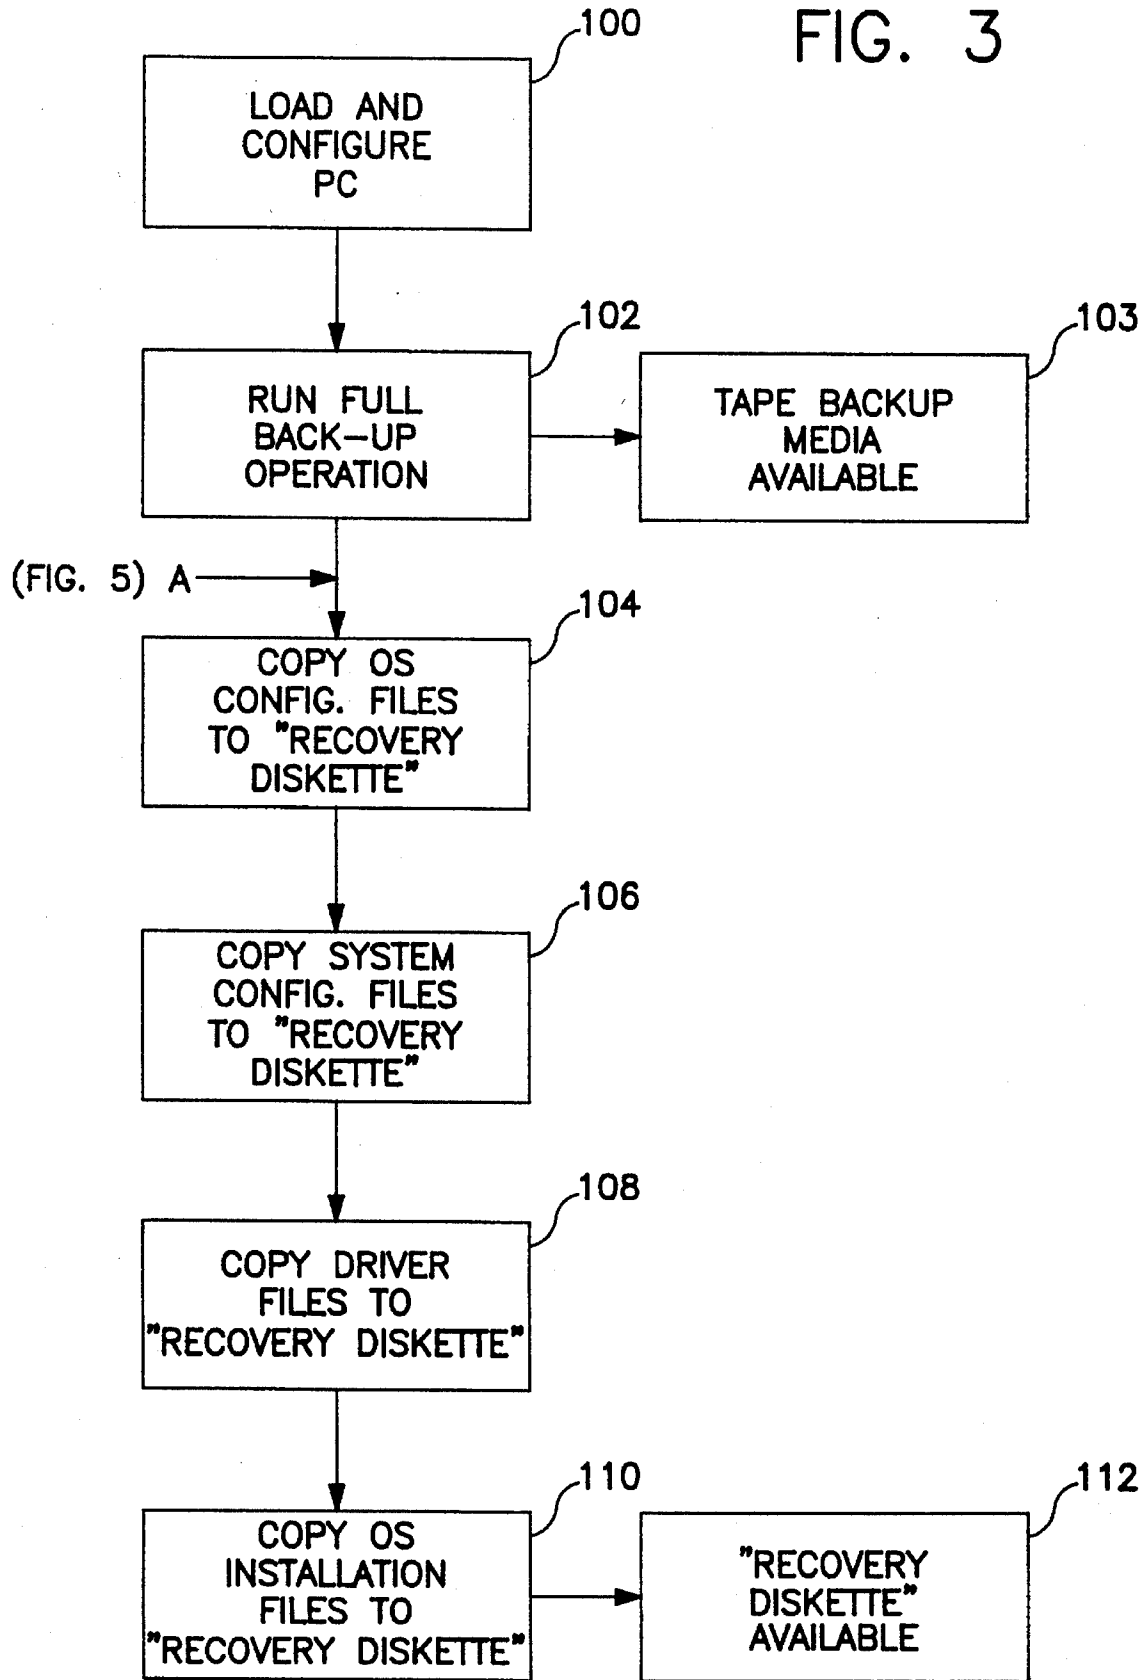 FIG. 3
100
LOAD AND
CONFIGURE
PC
102
RUN FULL
BACK-UP
OPERATION
103
TAPE BACKUP
MEDIA
AVAILABLE
(FIG. 5) A
104
COPY OS
CONFIG. FILES
TO "RECOVERY
DISKETTE"
106
COPY SYSTEM
CONFIG. FILES
TO "RECOVERY
DISKETTE"
108
COPY DRIVER
FILES TO
"RECOVERY DISKETTE"
110
COPY OS
INSTALLATION
FILES TO
"RECOVERY DISKETTE"
112
"RECOVERY
DISKETTE"
AVAILABLE